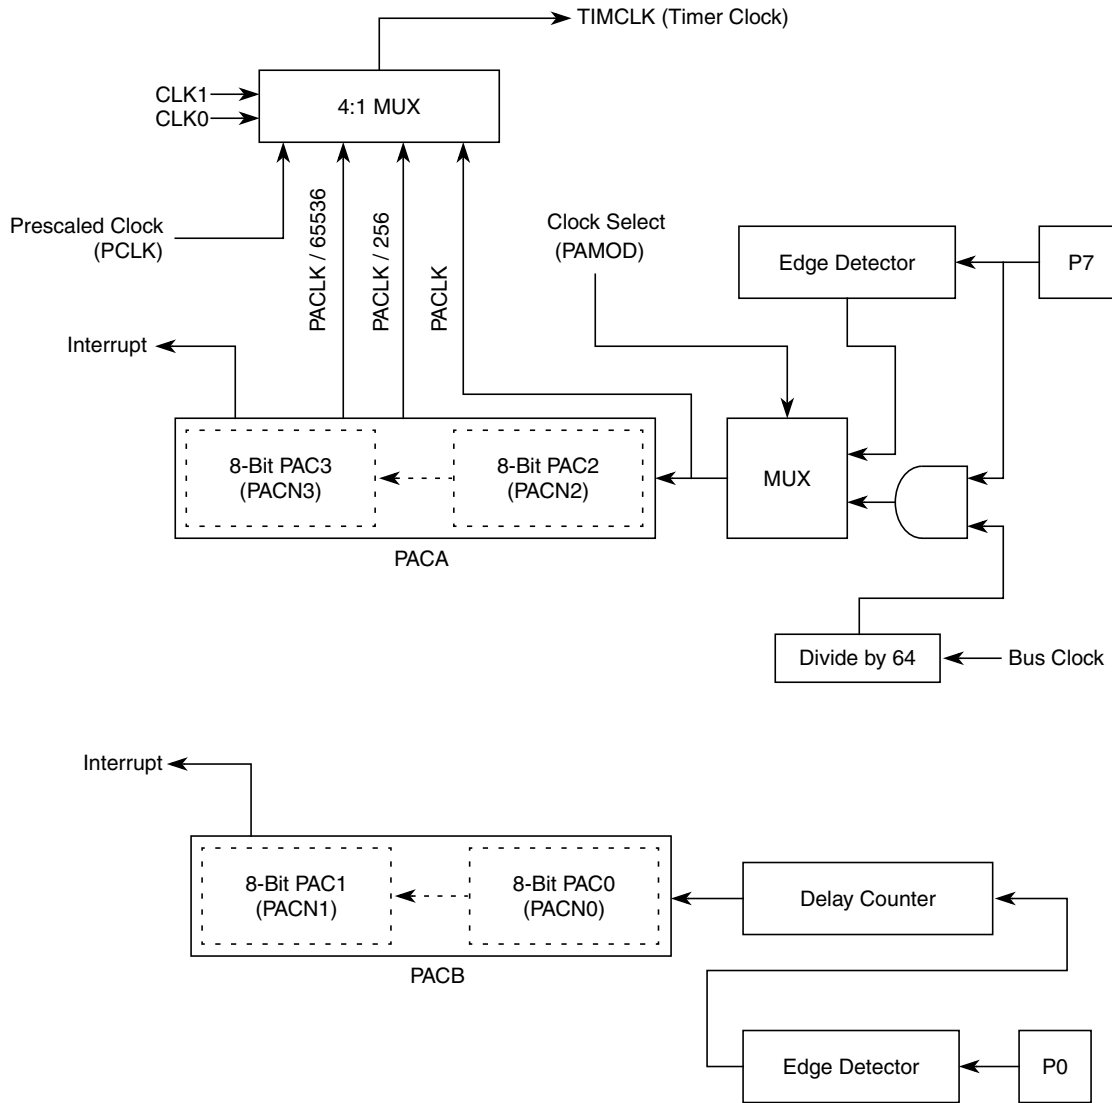 TIMCLK (Timer Clock)
CLK1
CLK0
4:1 MUX
Prescaled Clock
(PCLK)
PACLK / 65536
PACLK / 256
PACLK
Clock Select
(PAMOD)
Edge Detector
P7
Interrupt
8-Bit PAC3
(PACN3)
8-Bit PAC2
(PACN2)
MUX
PACA
Divide by 64
Bus Clock
Interrupt
8-Bit PAC1
(PACN1)
8-Bit PAC0
(PACN0)
Delay Counter
PACB
Edge Detector
P0